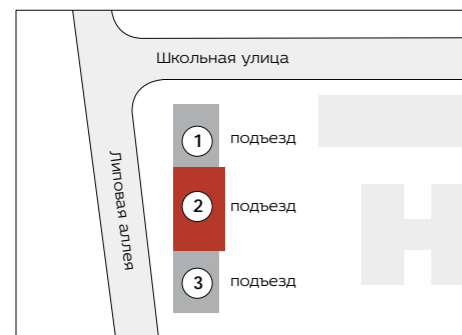 Школьная улица
1 подъезд
Липовая аллея
2 подъезд
3 подъезд